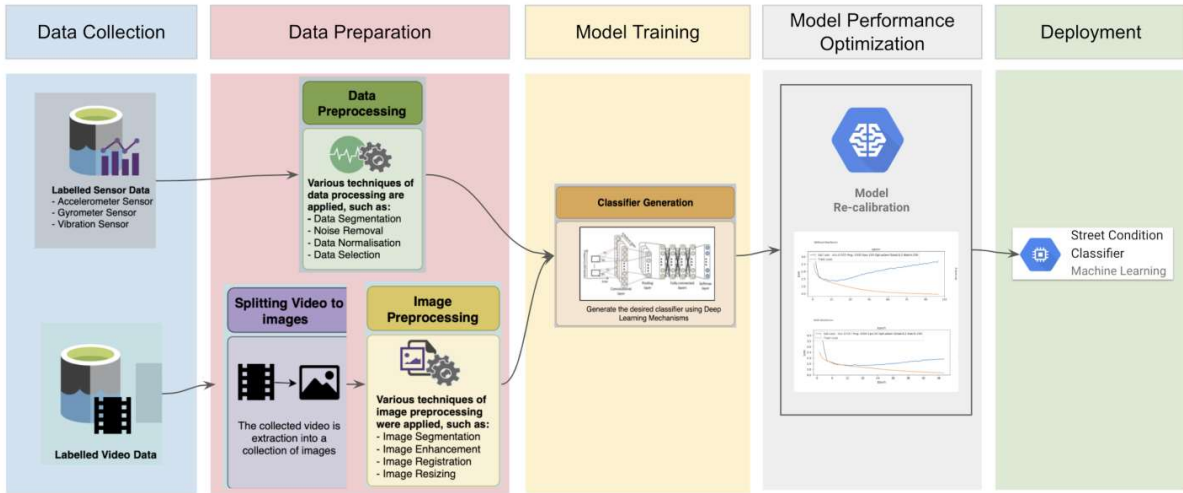 Data Collection
Data Preparation
Model Training
Model Performance
Optimization
Deployment
Labelled Sensor Data
- Accelerometer Sensor
- Gyrometer Sensor
- Vibration Sensor
Labelled Video Data
Data
Preprocessing
Various techniques of
data processing are
applied, such as:
- Data Segmentation
- Noise Removal
- Data Normalisation
- Data Selection
Splitting Video to
images
The collected video is
extraction into a
collection of images
Image
Preprocessing
Various techniques of
image preprocessing
were applied, such as:
- Image Segmentation
- Image Enhancement
- Image Registration
- Image Resizing
Classifier Generation
Generate the desired classifier using Deep
Learning Mechanisms
Model
Re-calibration
Street Condition
Classifier
Machine Learning